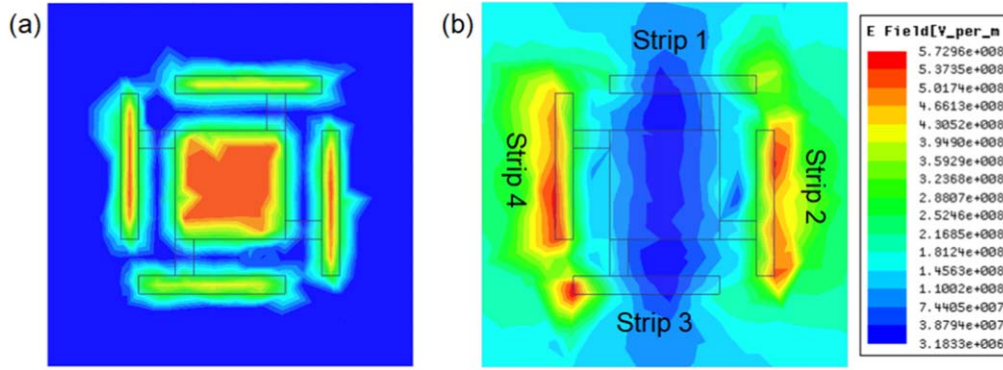 (a)
(b)
Strip 1
Strip 2
Strip 3
Strip 4
E Field[V_per_m
5.7296e+008
5.3735e+008
5.0174e+008
4.6613e+008
4.3052e+008
3.9490e+008
3.5929e+008
3.2368e+008
2.8807e+008
2.5246e+008
2.1685e+008
1.8124e+008
1.4563e+008
1.1002e+008
7.4405e+007
3.8794e+007
3.1833e+006